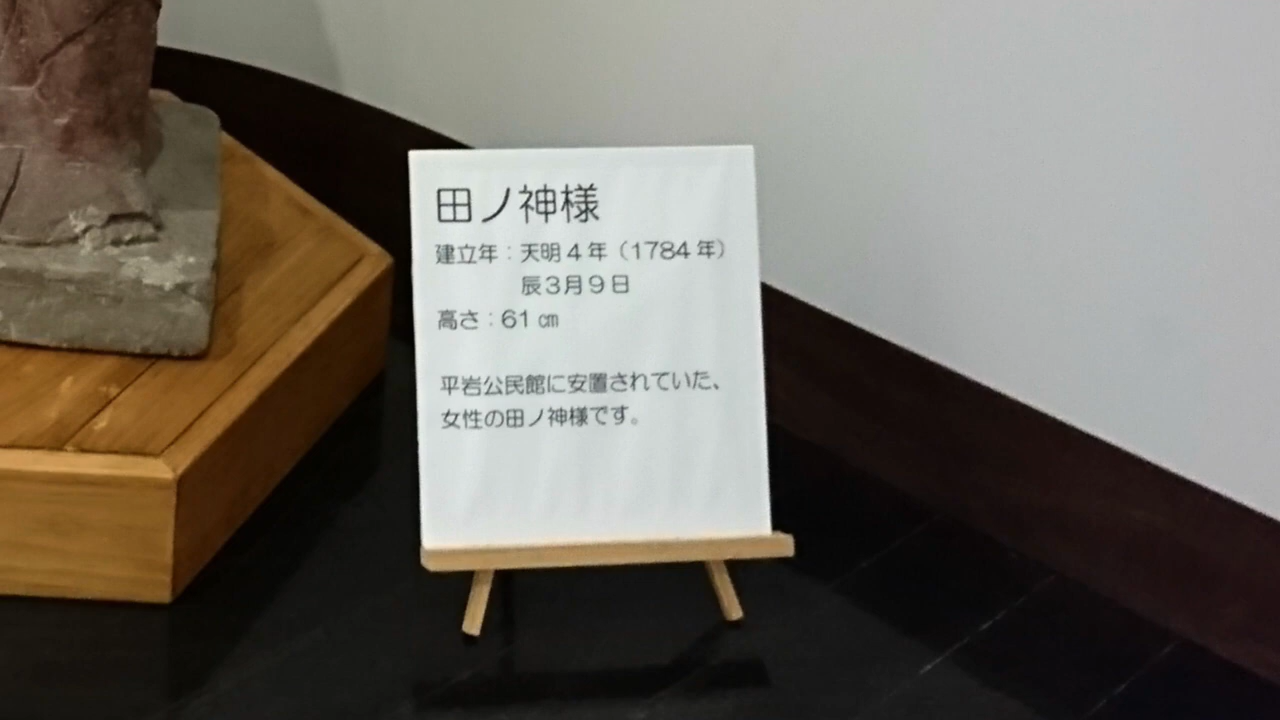 田ノ神様
建立年：天明４年（1784 年）
辰３月９日
高さ：61 ㎝
平岩公民館に安置されていた、
女性の田ノ神様です。